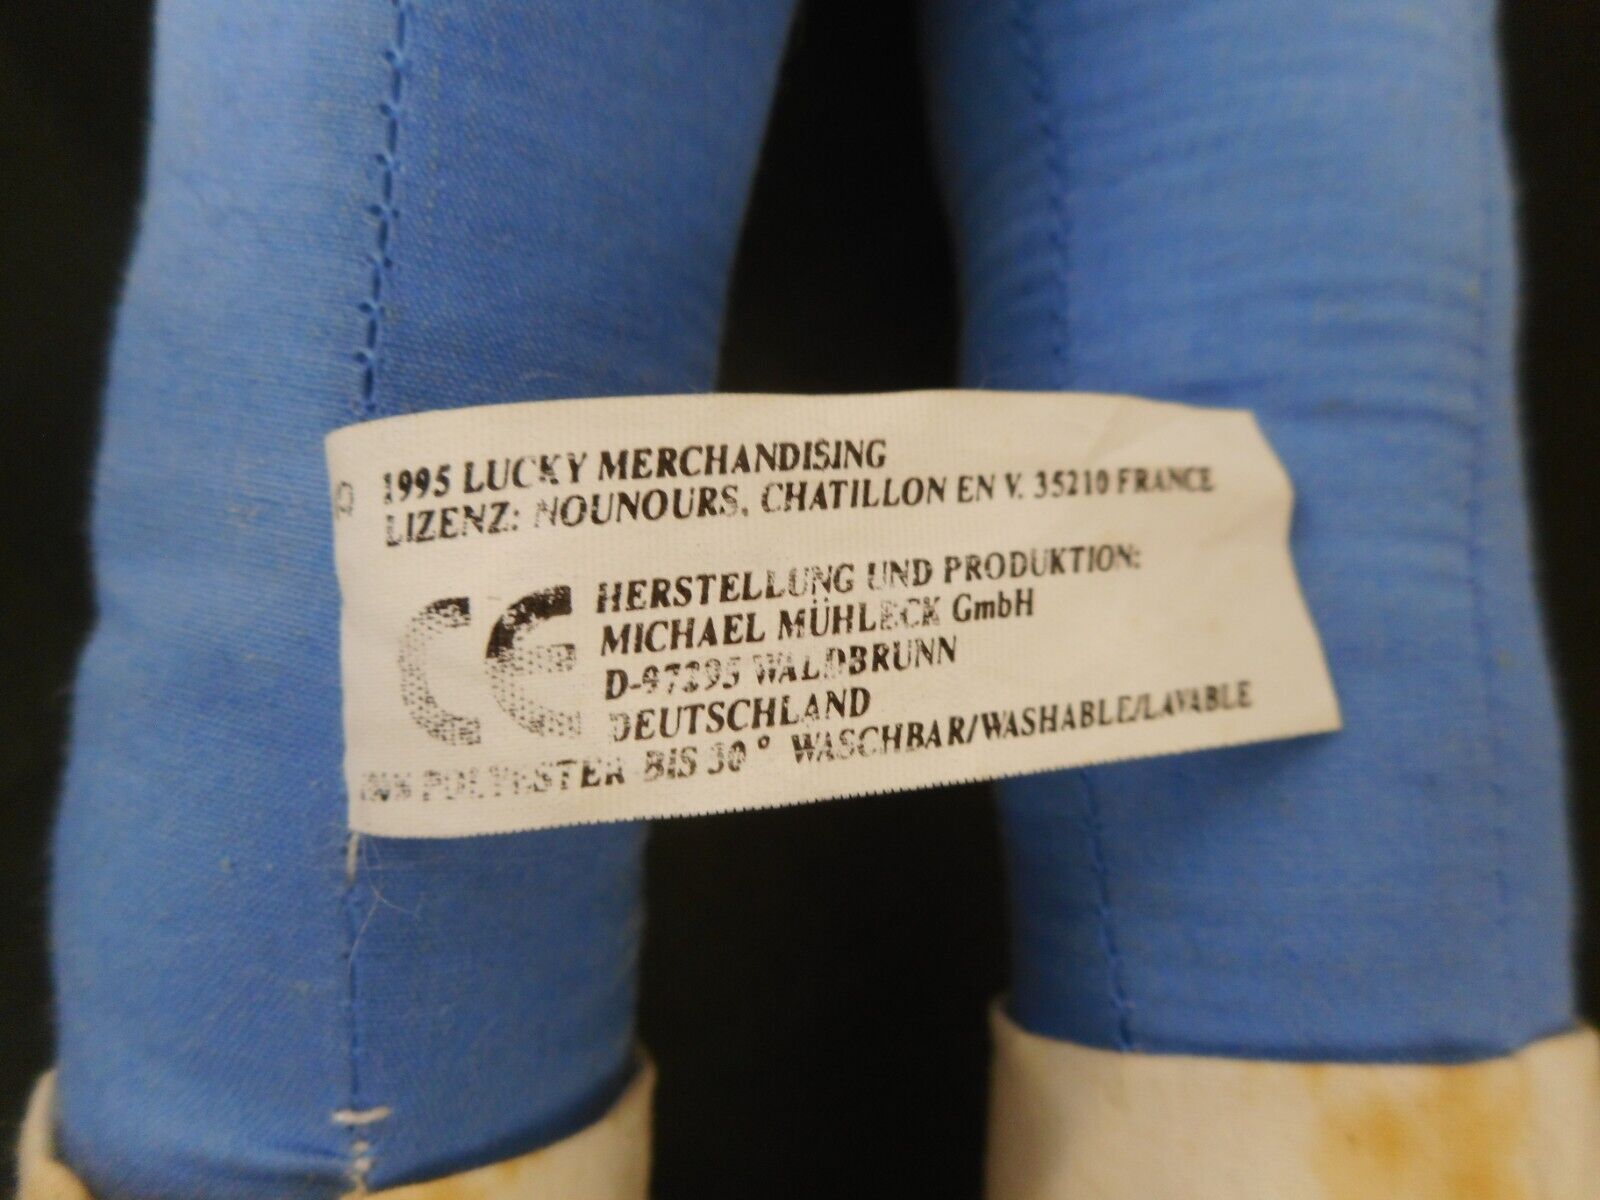 © 1995 LUCKY MERCHANDISING
LIZENZ: NOUNOURS, CHATILLON EN V. 35210 FRANCE
CE
HERSTELLUNG UND PRODUKTION:
MICHAEL MÜHLECK GmbH
D-97295 WALDBRUNN
DEUTSCHLAND
POLYESTER BIS 30° WASCHBAR/WASHABLE/LAVABLE